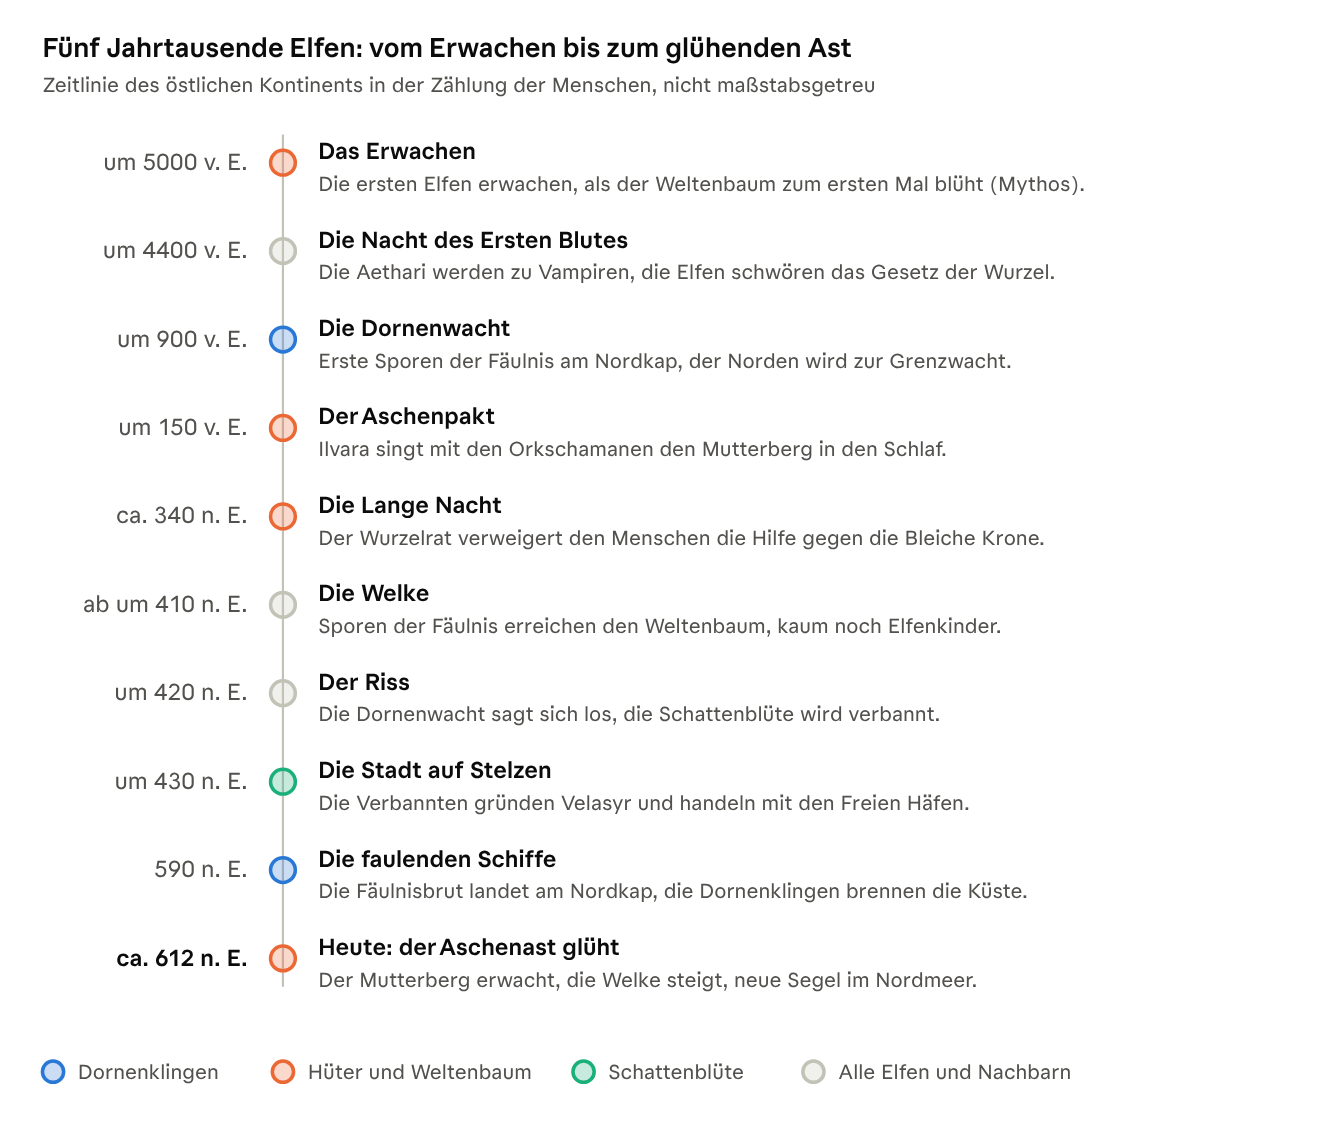 Fünf Jahrtausende Elfen: vom Erwachen bis zum glühenden Ast
Zeitlinie des östlichen Kontinents in der Zählung der Menschen, nicht maßstabsgetreu
um 5000 v. E.
Das Erwachen
Die ersten Elfen erwachen, als der Weltenbaum zum ersten Mal blüht (Mythos).
um 4400 v. E.
Die Nacht des Ersten Blutes
Die Aethari werden zu Vampiren, die Elfen schwören das Gesetz der Wurzel.
um 900 v. E.
Die Dornenwacht
Erste Sporen der Fäulnis am Nordkap, der Norden wird zur Grenzwacht.
um 150 v. E.
Der Aschenpakt
Ilvara singt mit den Orkschamanen den Mutterberg in den Schlaf.
ca. 340 n. E.
Die Lange Nacht
Der Wurzelrat verweigert den Menschen die Hilfe gegen die Bleiche Krone.
ab um 410 n. E.
Die Welke
Sporen der Fäulnis erreichen den Weltenbaum, kaum noch Elfenkinder.
um 420 n. E.
Der Riss
Die Dornenwacht sagt sich los, die Schattenblüte wird verbannt.
um 430 n. E.
Die Stadt auf Stelzen
Die Verbannten gründen Velasyr und handeln mit den Freien Häfen.
590 n. E.
Die faulenden Schiffe
Die Fäulnisbrut landet am Nordkap, die Dornenklingen brennen die Küste.
ca. 612 n. E.
Heute: der Aschenast glüht
Der Mutterberg erwacht, die Welke steigt, neue Segel im Nordmeer.
Dornenklingen
Hüter und Weltenbaum
Schattenblüte
Alle Elfen und Nachbarn